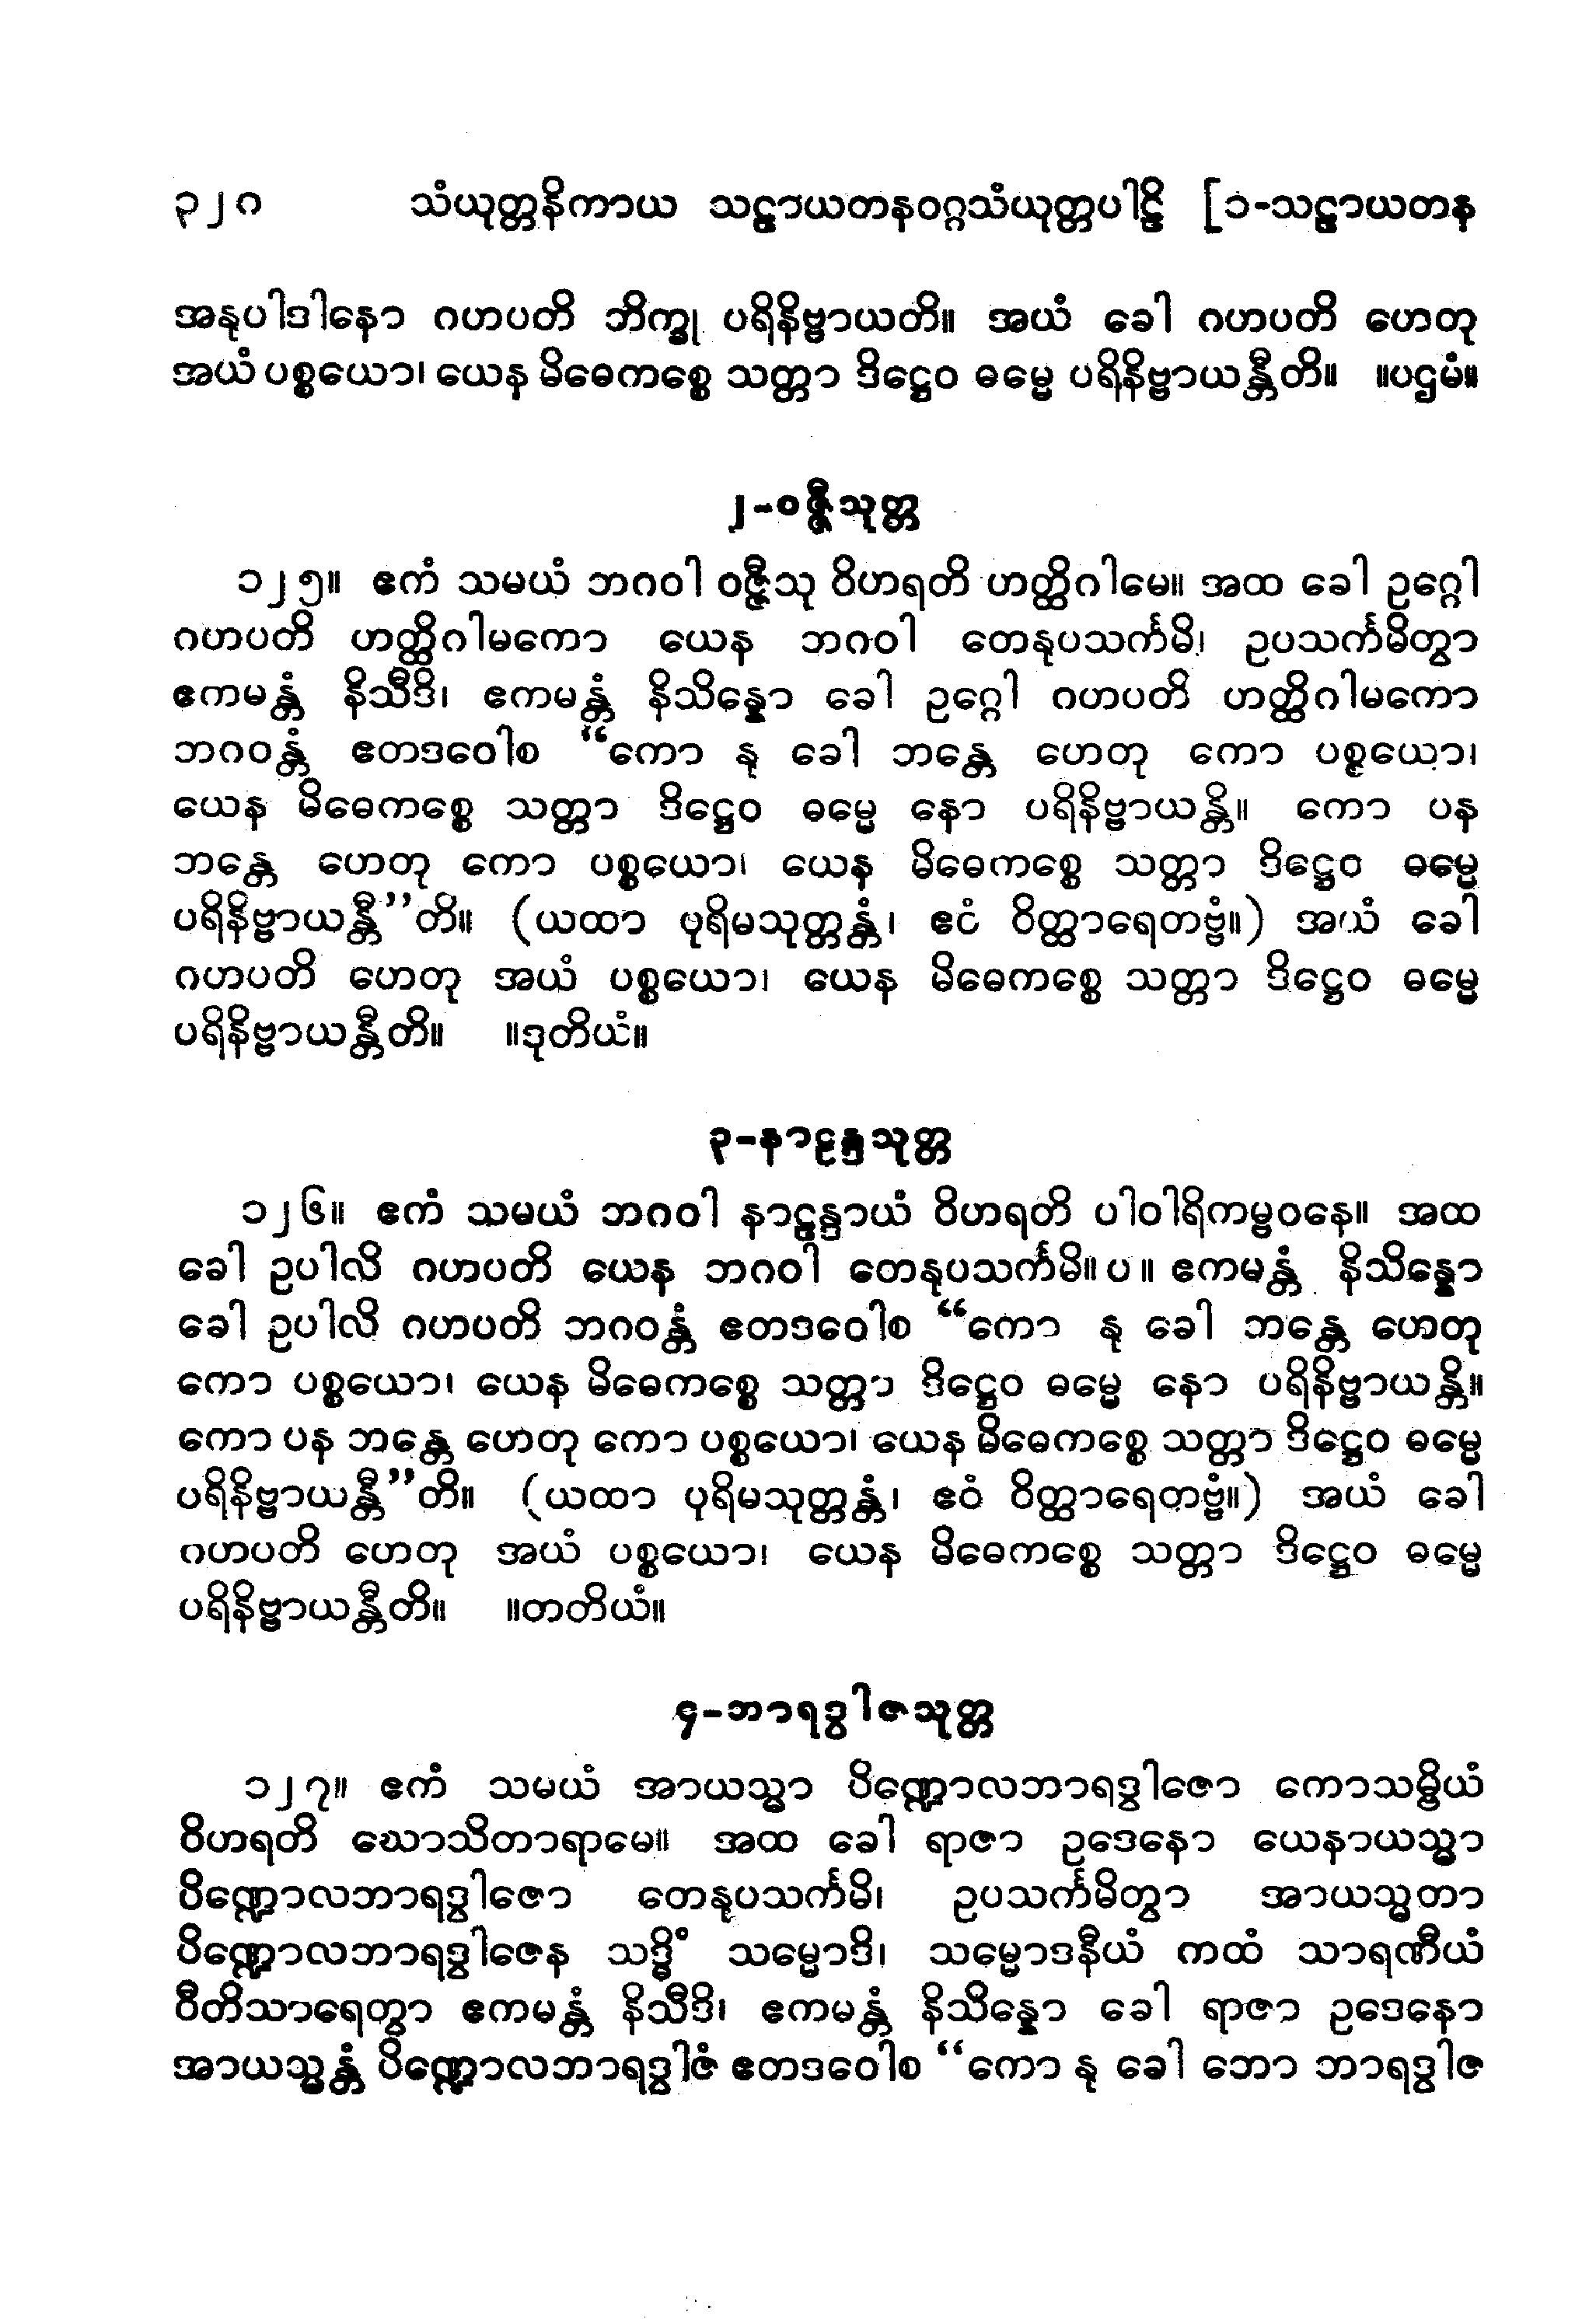 ၃၂၈ သံယုတ္တနိကာယ သဠာယတနဝဂ္ဂသံယုတ္တပါဠိ [၁-သဠာယတန
အနုပါဒါနော ဂဟပတိ ဘိက္ခု ပရိနိဗ္ဗာယတိ။ အယံ ခေါ ဂဟပတိ ဟေတု
အယံ ပစ္စယော၊ ယေန မိဓေကစ္စေ သတ္တာ ဒိဋ္ဌေဝ ဓမ္မေ ပရိနိဗ္ဗာယန္တီတိ။ ။ပဌမံ။
၂-ဝဇ္ဇီသုတ္တ
၁၂၅။ ဧကံ သမယံ ဘဂဝါ ဝဇ္ဇီသု ဝိဟရတိ ဟတ္ထိဂါမေ။ အထ ခေါ ဥဂ္ဂေါ
ဂဟပတိ ဟတ္ထိဂါမကော ယေန ဘဂဝါ တေနုပသင်္ကမိ၊ ဥပသင်္ကမိတွာ
ဧကမန္တံ နိသီဒိ၊ ဧကမန္တံ နိသိန္နော ခေါ ဥဂ္ဂေါ ဂဟပတိ ဟတ္ထိဂါမကော
ဘဂဝန္တံ ဧတဒဝေါစ “ကော နု ခေါ ဘန္တေ ဟေတု ကော ပစ္စယော၊
ယေန မိဓေကစ္စေ သတ္တာ ဒိဋ္ဌေဝ ဓမ္မေ နော ပရိနိဗ္ဗာယန္တိ။ ကော ပန
ဘန္တေ ဟေတု ကော ပစ္စယော၊ ယေန မိဓေကစ္စေ သတ္တာ ဒိဋ္ဌေဝ ဓမ္မေ
ပရိနိဗ္ဗာယန္တီ”တိ။ (ယထာ ပုရိမသုတ္တန္တံ၊ ဧဝံ ဝိတ္ထာရေတဗ္ဗံ။) အယံ ခေါ
ဂဟပတိ ဟေတု အယံ ပစ္စယော၊ ယေန မိဓေကစ္စေ သတ္တာ ဒိဋ္ဌေဝ ဓမ္မေ
ပရိနိဗ္ဗာယန္တီတိ။ ။ဒုတိယံ။
၃-နာဠန္ဒသုတ္တ
၁၂၆။ ဧကံ သမယံ ဘဂဝါ နာဠန္ဒာယံ ဝိဟရတိ ပါဝါရိကမ္ဗဝနေ။ အထ
ခေါ ဥပါလိ ဂဟပတိ ယေန ဘဂဝါ တေနုပသင်္ကမိ။ ပ ။ ဧကမန္တံ နိသိန္နော
ခေါ ဥပါလိ ဂဟပတိ ဘဂဝန္တံ ဧတဒဝေါစ “ကော နု ခေါ ဘန္တေ ဟေတု
ကော ပစ္စယော၊ ယေန မိဓေကစ္စေ သတ္တာ ဒိဋ္ဌေဝ ဓမ္မေ နော ပရိနိဗ္ဗာယန္တိ။
ကော ပန ဘန္တေ ဟေတု ကော ပစ္စယော၊ ယေန မိဓေကစ္စေ သတ္တာ ဒိဋ္ဌေဝ ဓမ္မေ
ပရိနိဗ္ဗာယန္တီ”တိ။ (ယထာ ပုရိမသုတ္တန္တံ၊ ဧဝံ ဝိတ္ထာရေတဗ္ဗံ။) အယံ ခေါ
ဂဟပတိ ဟေတု အယံ ပစ္စယော၊ ယေန မိဓေကစ္စေ သတ္တာ ဒိဋ္ဌေဝ ဓမ္မေ
ပရိနိဗ္ဗာယန္တီတိ။ ။တတိယံ။
၄-ဘာရဒွါဇသုတ္တ
၁၂၇။ ဧကံ သမယံ အာယသ္မာ ပိဏ္ဍောလဘာရဒွါဇော ကောသမ္ဗိယံ
ဝိဟရတိ ဃောသိတာရာမေ။ အထ ခေါ ရာဇာ ဥဒေနော ယေနာယသ္မာ
ပိဏ္ဍောလဘာရဒွါဇော တေနုပသင်္ကမိ၊ ဥပသင်္ကမိတွာ အာယသ္မတာ
ပိဏ္ဍောလဘာရဒွါဇေန သဒ္ဓိံ သမ္မောဒိ၊ သမ္မောဒနီယံ ကထံ သာရဏီယံ
ဝီတိသာရေတွာ ဧကမန္တံ နိသီဒိ၊ ဧကမန္တံ နိသိန္နော ခေါ ရာဇာ ဥဒေနော
အာယသ္မန္တံ ပိဏ္ဍောလဘာရဒွါဇံ ဧတဒဝေါစ “ကော နု ခေါ ဘော ဘာရဒွါဇ